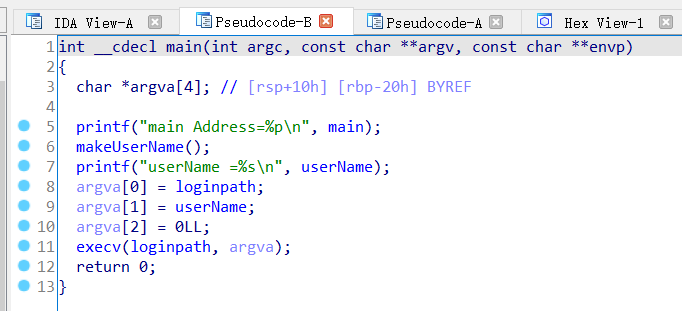 IDA View-A Pseudocode-B Pseudocode-A Hex View-1
1 int __cdecl main(int argc, const char **argv, const char **envp)
2 {
3 char *argva[4]; // [rsp+10h] [rbp-20h] BYREF
4
5 printf("main Address=%p\n", main);
6 makeUserName();
7 printf("userName =%s\n", userName);
8 argva[0] = loginpath;
9 argva[1] = userName;
10 argva[2] = 0LL;
11 execv(loginpath, argva);
12 return 0;
13 }